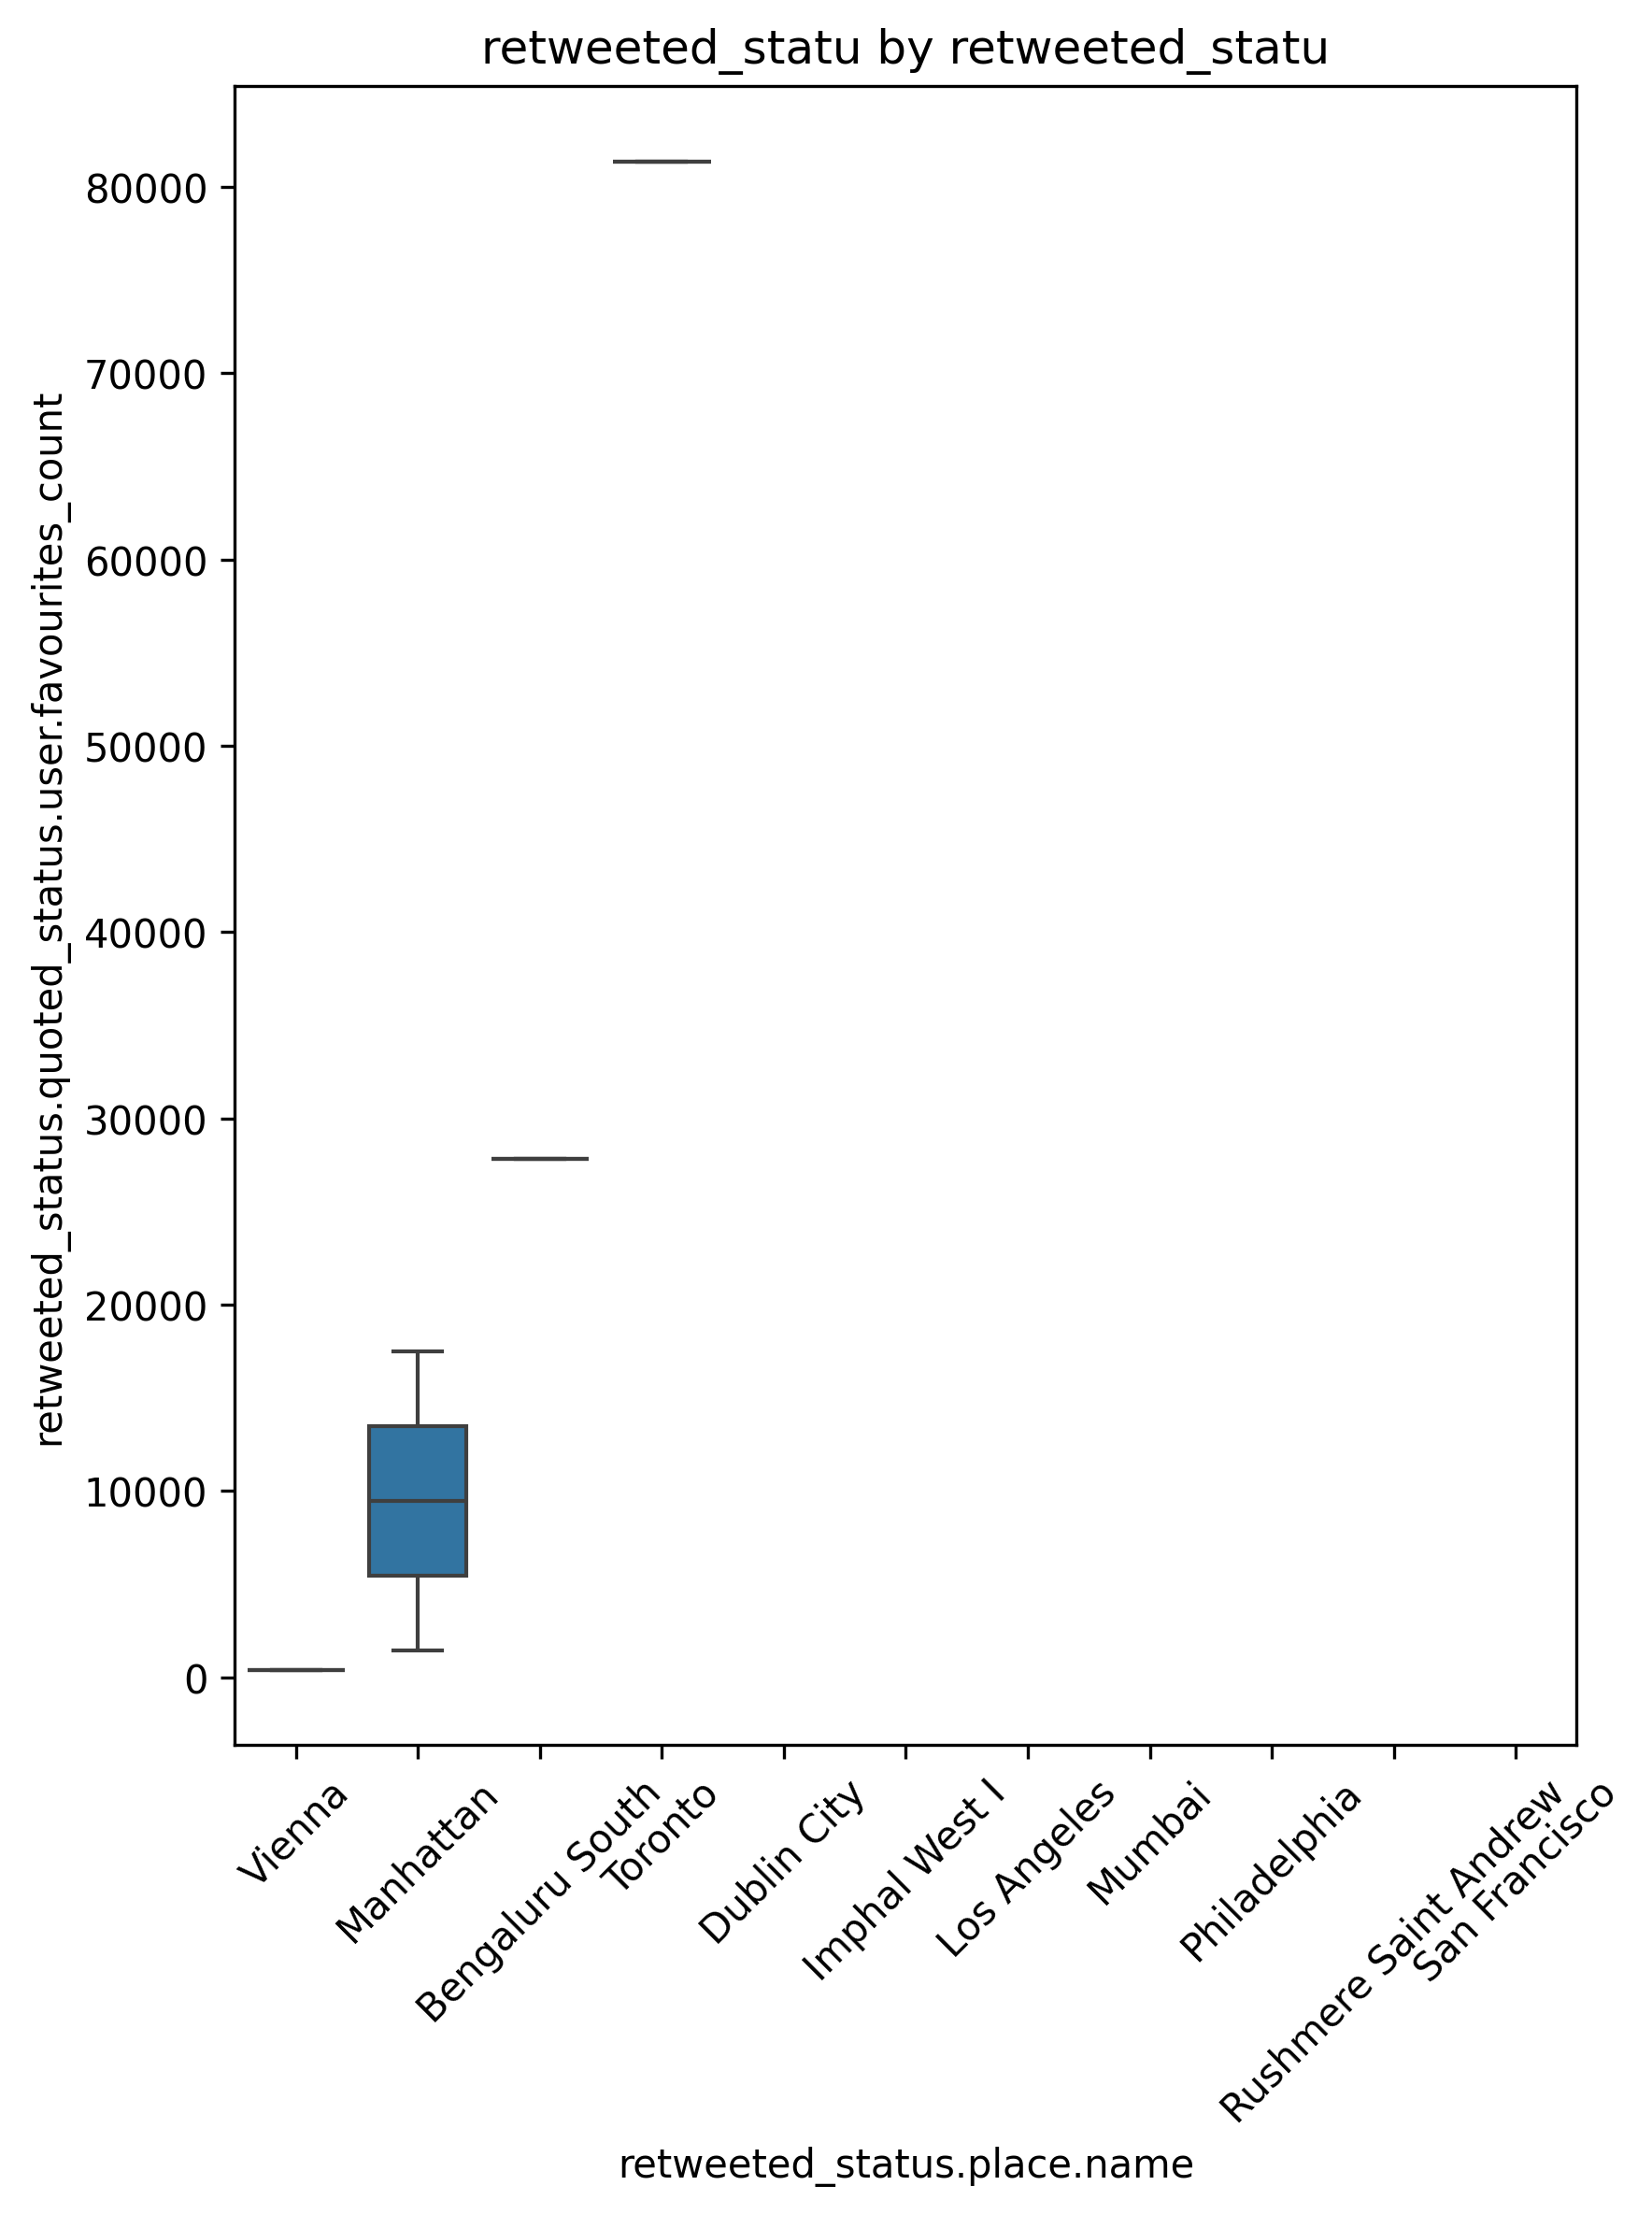 retweeted_statu by retweeted_statu
retweeted_status.quoted_status.user.favourites_count
80000
70000
60000
50000
40000
30000
20000
10000
0
Vienna
Manhattan
Bengaluru South
Toronto
Dublin City
Imphal West I
Los Angeles
Mumbai
Philadelphia
Rushmere Saint Andrew
San Francisco
retweeted_status.place.name